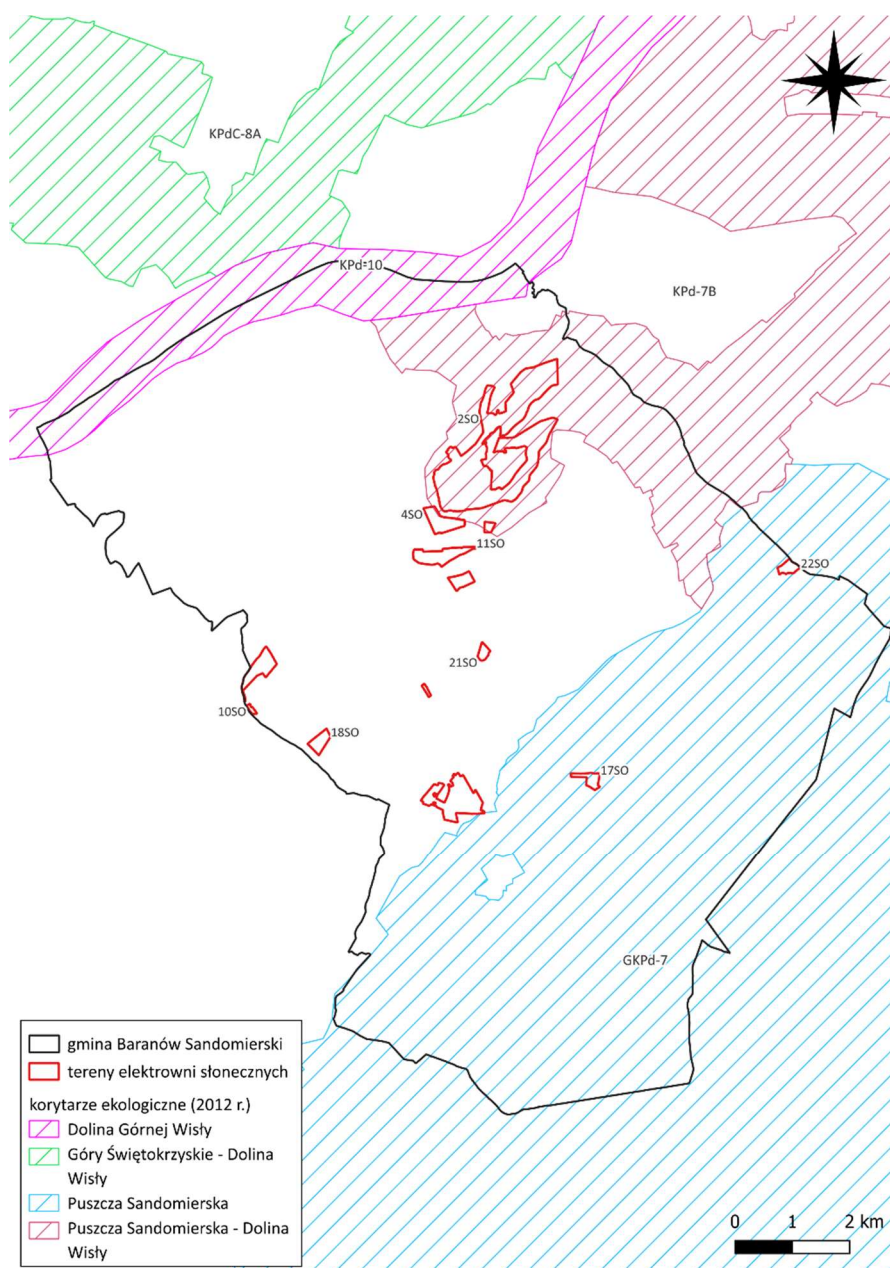 KPdC-8A
KPd-10
KPd-7B
2SO
4SO
11SO
22SO
21SO
10SO
18SO
17SO
GKPd-7
gmina Baranów Sandomierski
tereny elektrowni słonecznych
korytarze ekologiczne (2012 r.)
Dolina Górnej Wisły
Góry Świętokrzyskie - Dolina
Wisły
Puszcza Sandomierska
Puszcza Sandomierska - Dolina
Wisły
0 1 2 km